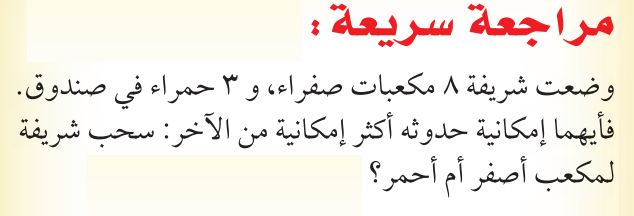 مراجعة سريعة :
وضعت شريفة ٨ مكعبات صفراء، و ٣ حمراء في صندوق.
فأيهما إمكانية حدوثه أكثر إمكانية من الآخر: سحب شريفة
لمكعب أصفر أم أحمر؟